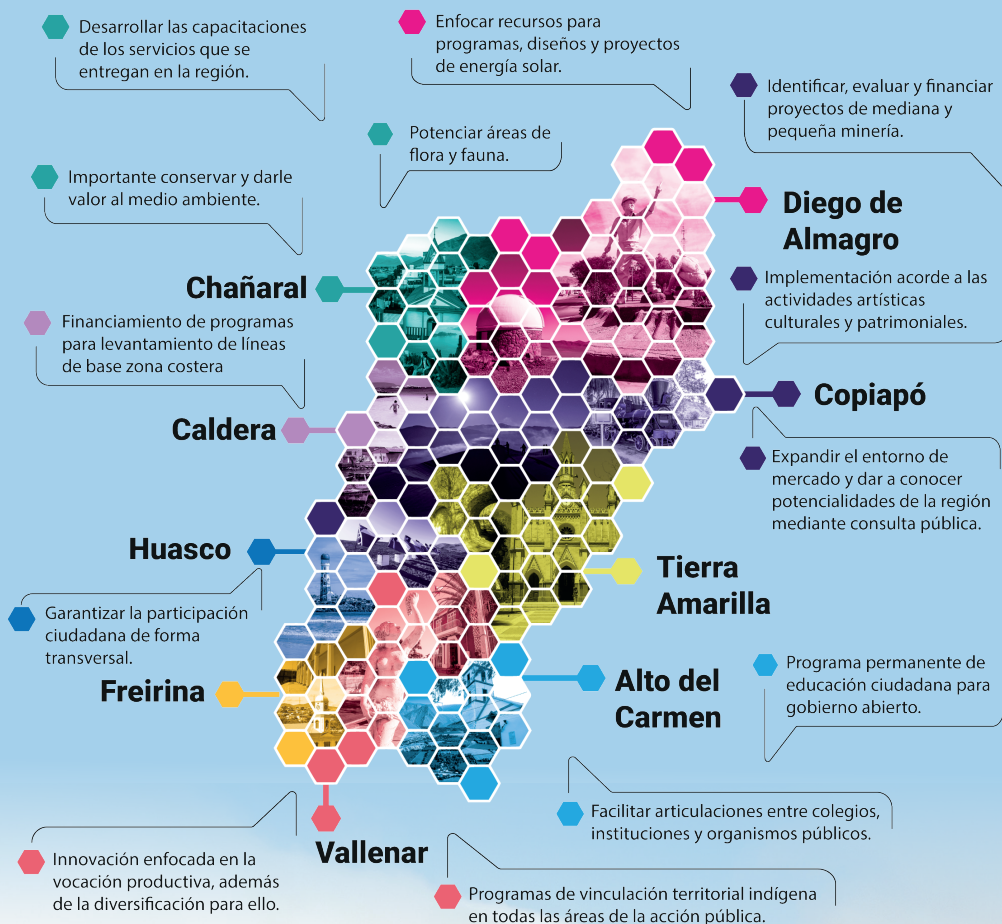 Desarrollar las capacitaciones
de los servicios que se
entregan en la región.
Enfocar recursos para
programas, diseños y proyectos
de energía solar.
Identificar, evaluar y financiar
proyectos de mediana y
pequeña minería.
Potenciar áreas de
flora y fauna.
Importante conservar y darle
valor al medio ambiente.
Diego de
Almagro
Chañaral
Implementación acorde a las
actividades artísticas
culturales y patrimoniales.
Financiamiento de programas
para levantamiento de líneas
de base zona costera
Copiapó
Caldera
Expandir el entorno de
mercado y dar a conocer
potencialidades de la región
mediante consulta pública.
Huasco
Tierra
Amarilla
Garantizar la participación
ciudadana de forma
transversal.
Freirina
Alto del
Carmen
Programa permanente de
educación ciudadana para
gobierno abierto.
Facilitar articulaciones entre colegios,
instituciones y organismos públicos.
Vallenar
Innovación enfocada en la
vocación productiva, además
de la diversificación para ello.
Programas de vinculación territorial indígena
en todas las áreas de la acción pública.